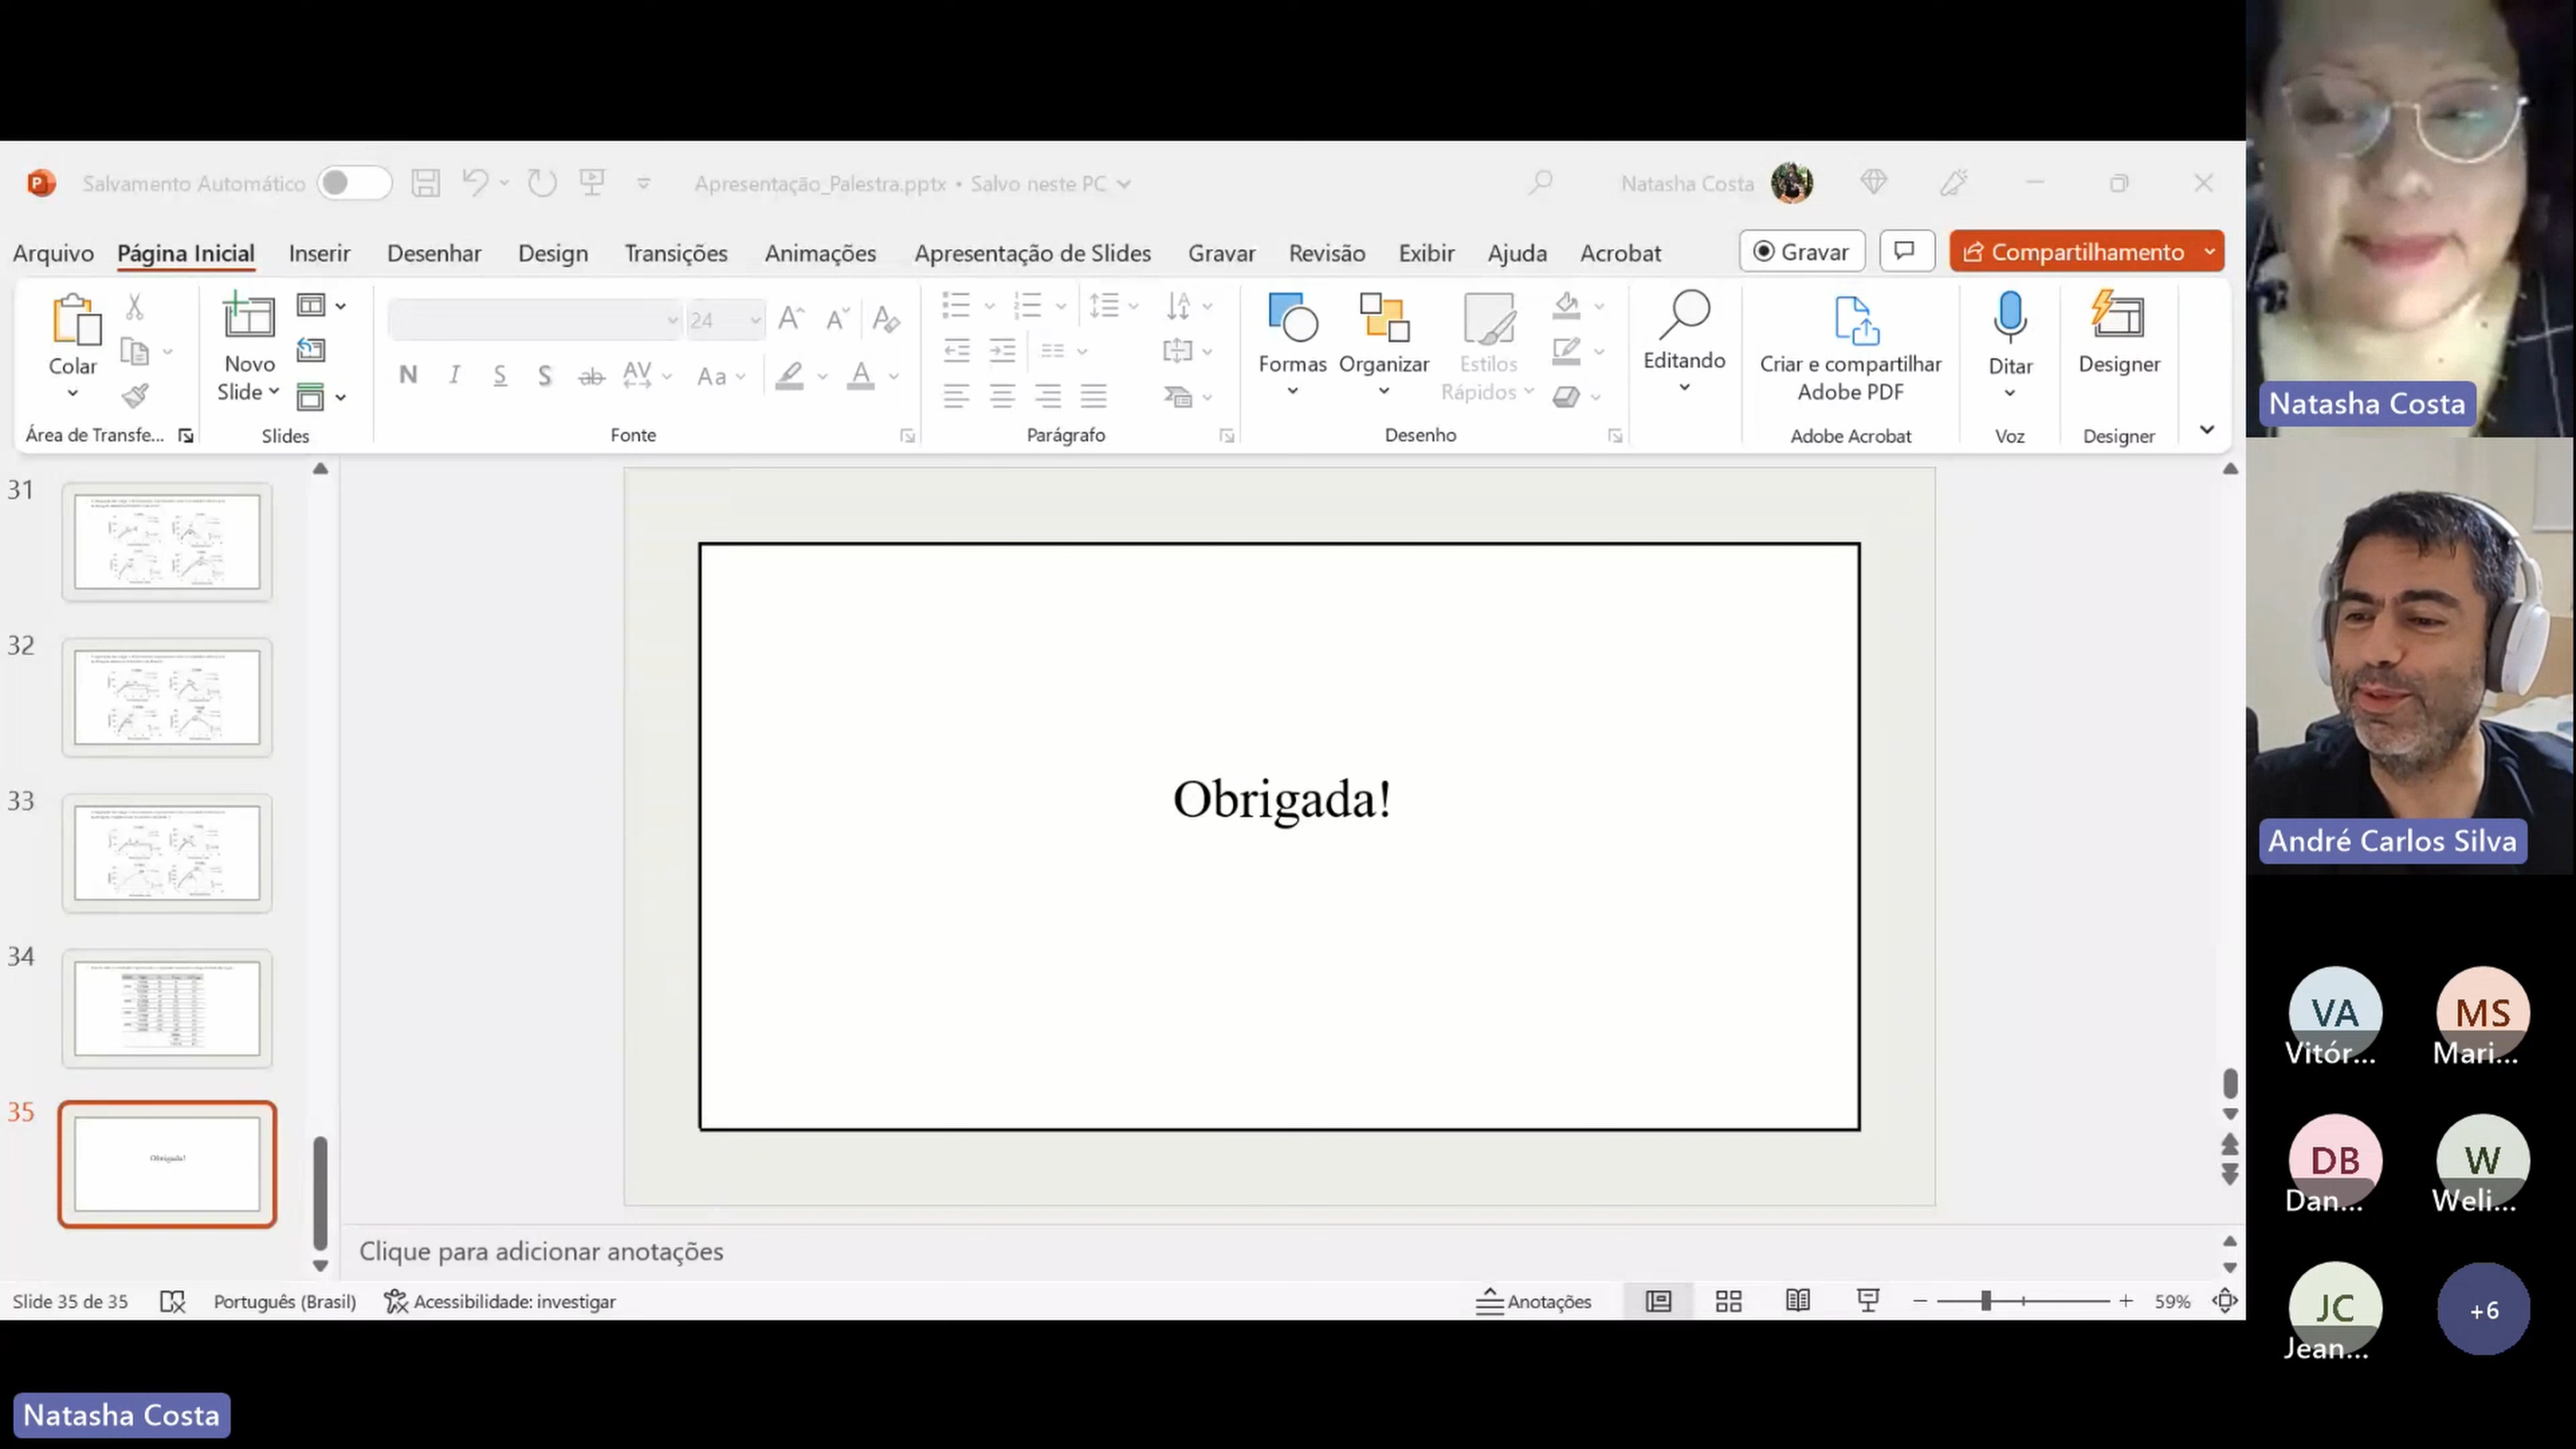 Salvamento Automático
Apresentação_Palestra.pptx • Salvo neste PC
Natasha Costa
Arquivo
Página Inicial
Inserir
Desenhar
Design
Transições
Animações
Apresentação de Slides
Gravar
Revisão
Exibir
Ajuda
Acrobat
Gravar
Compartilhamento
Colar
Área de Transfe...
Novo
Slide
Slides
24
N I S S ab AV Aa A
Fonte
Parágrafo
Formas
Organizar
Estilos
Rápidos
Desenho
Editando
Criar e compartilhar
Adobe PDF
Adobe Acrobat
Ditar
Voz
Designer
Designer
31
32
33
34
35
Obrigada!
Obrigada!
Clique para adicionar anotações
Slide 35 de 35
Português (Brasil)
Acessibilidade: investigar
Anotações
59%
Natasha Costa
Natasha Costa
André Carlos Silva
VA
Vitór...
MS
Mari...
DB
Dan...
W
Weli...
JC
Jean...
+6